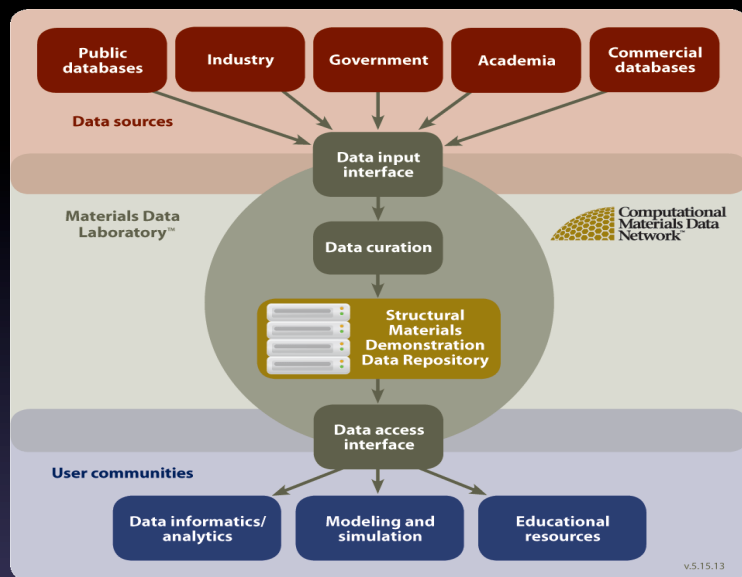 Public
databases
Industry
Government
Academia
Commercial
databases
Data sources
Data input
interface
Materials Data
Laboratory™
Computational
Materials Data
Network™
Data curation
Structural
Materials
Demonstration
Data Repository
Data access
interface
User communities
Data informatics/
analytics
Modeling and
simulation
Educational
resources
v.5.15.13